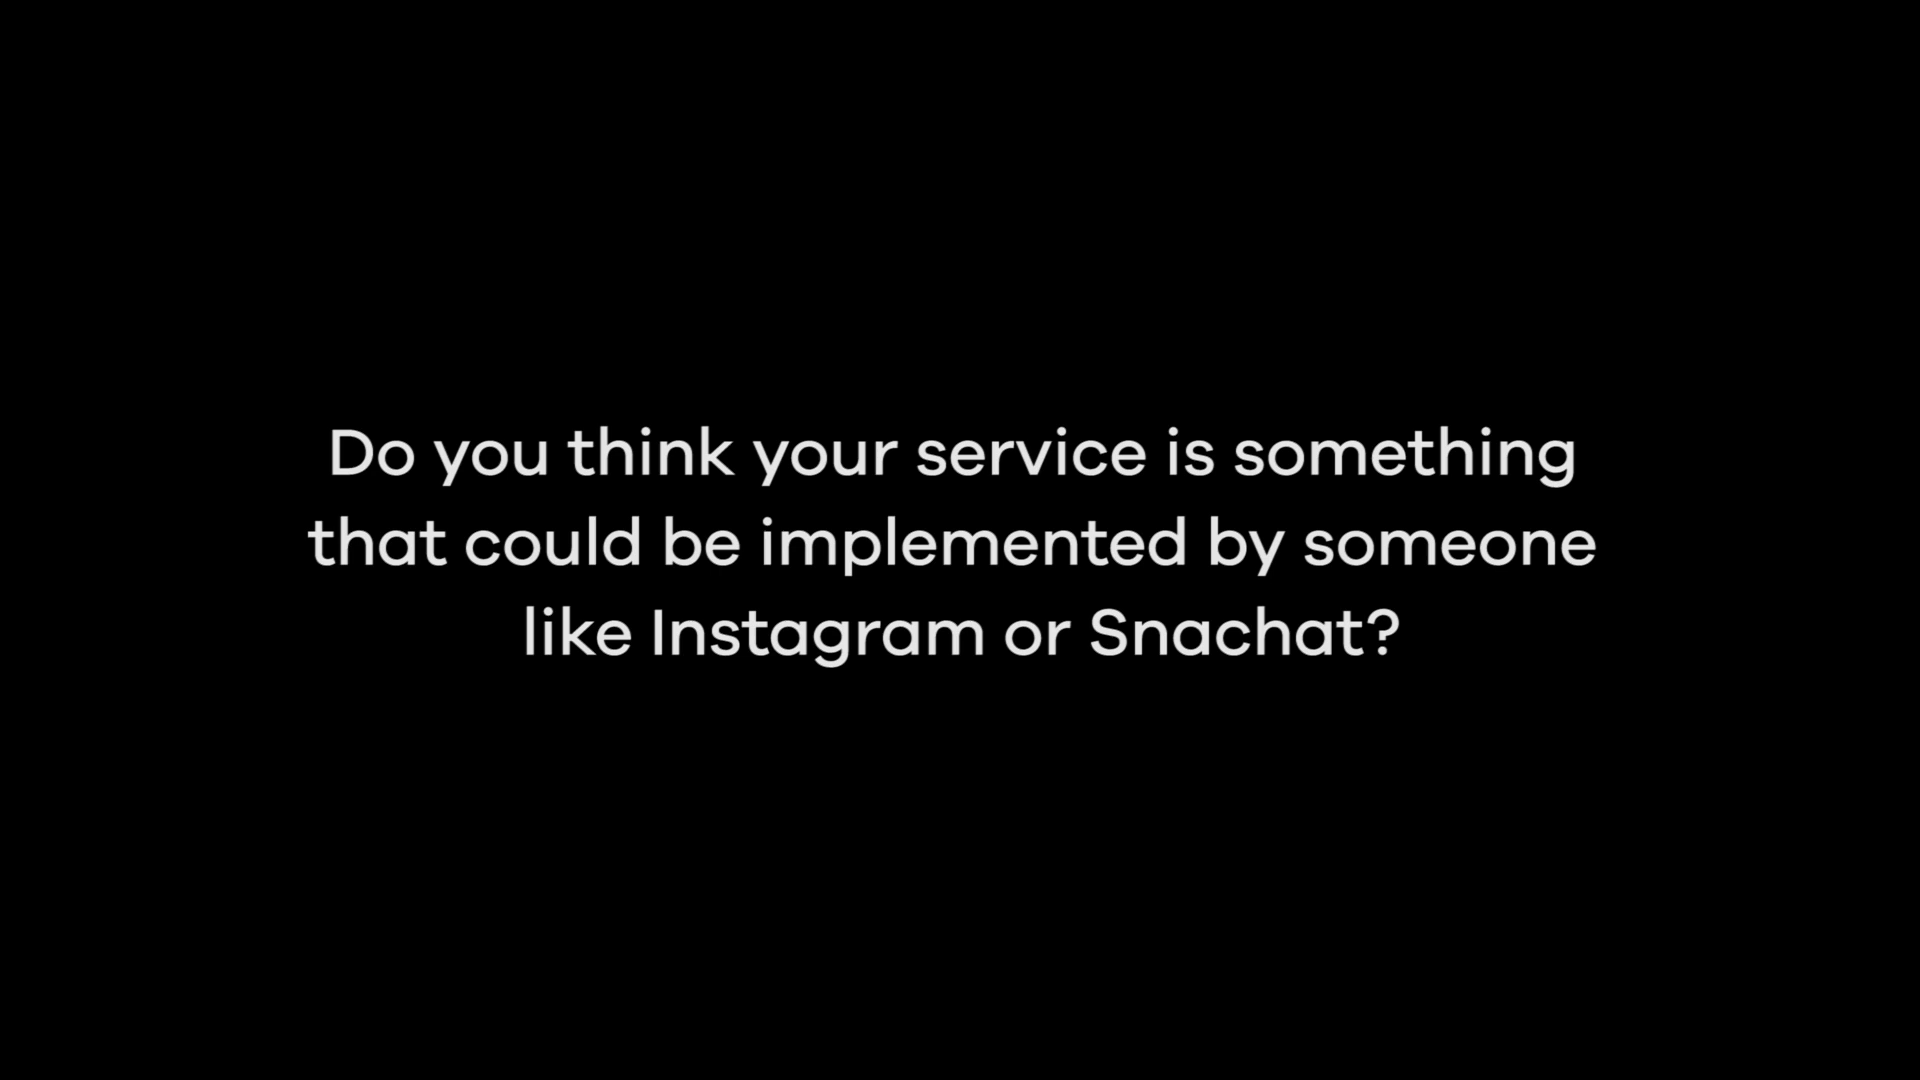 Do you think your service is something
that could be implemented by someone
like Instagram or Snachat?